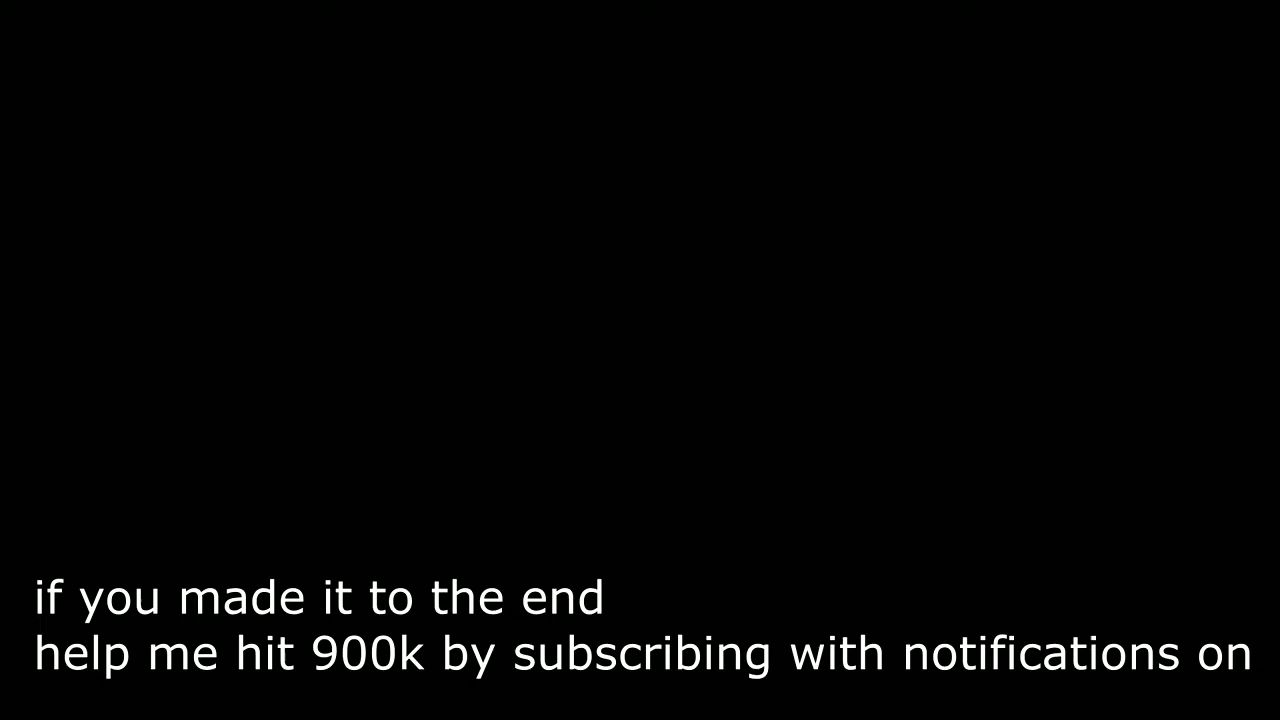 if you made it to the end
help me hit 900k by subscribing with notifications on